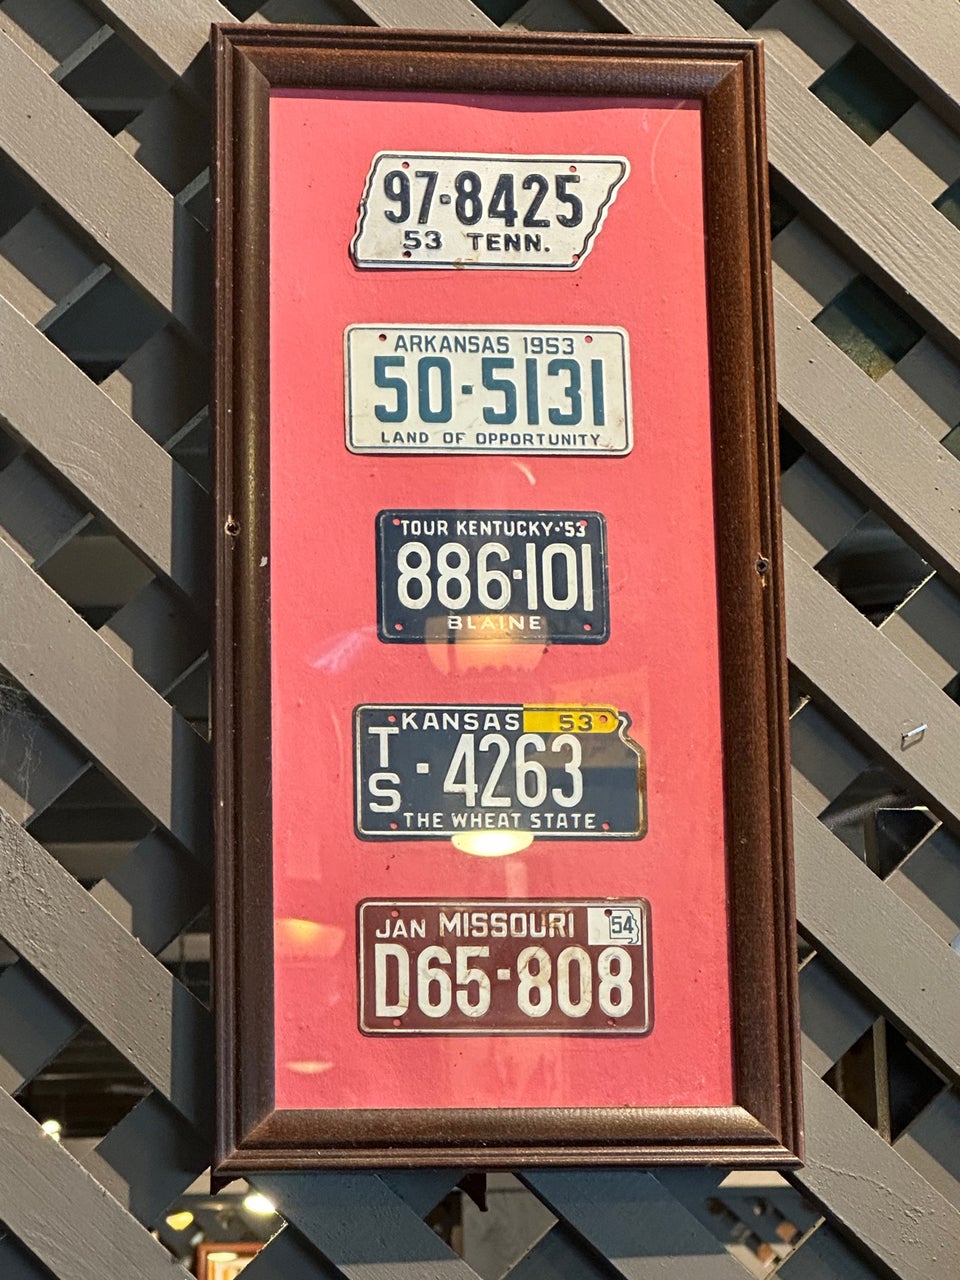 97-8425
53 TENN.
ARKANSAS 1953
50-5131
LAND OF OPPORTUNITY
TOUR KENTUCKY-'53
886-101
BLAINE
KANSAS 53
TS -4263
THE WHEAT STATE
JAN MISSOURI 54
D65-808